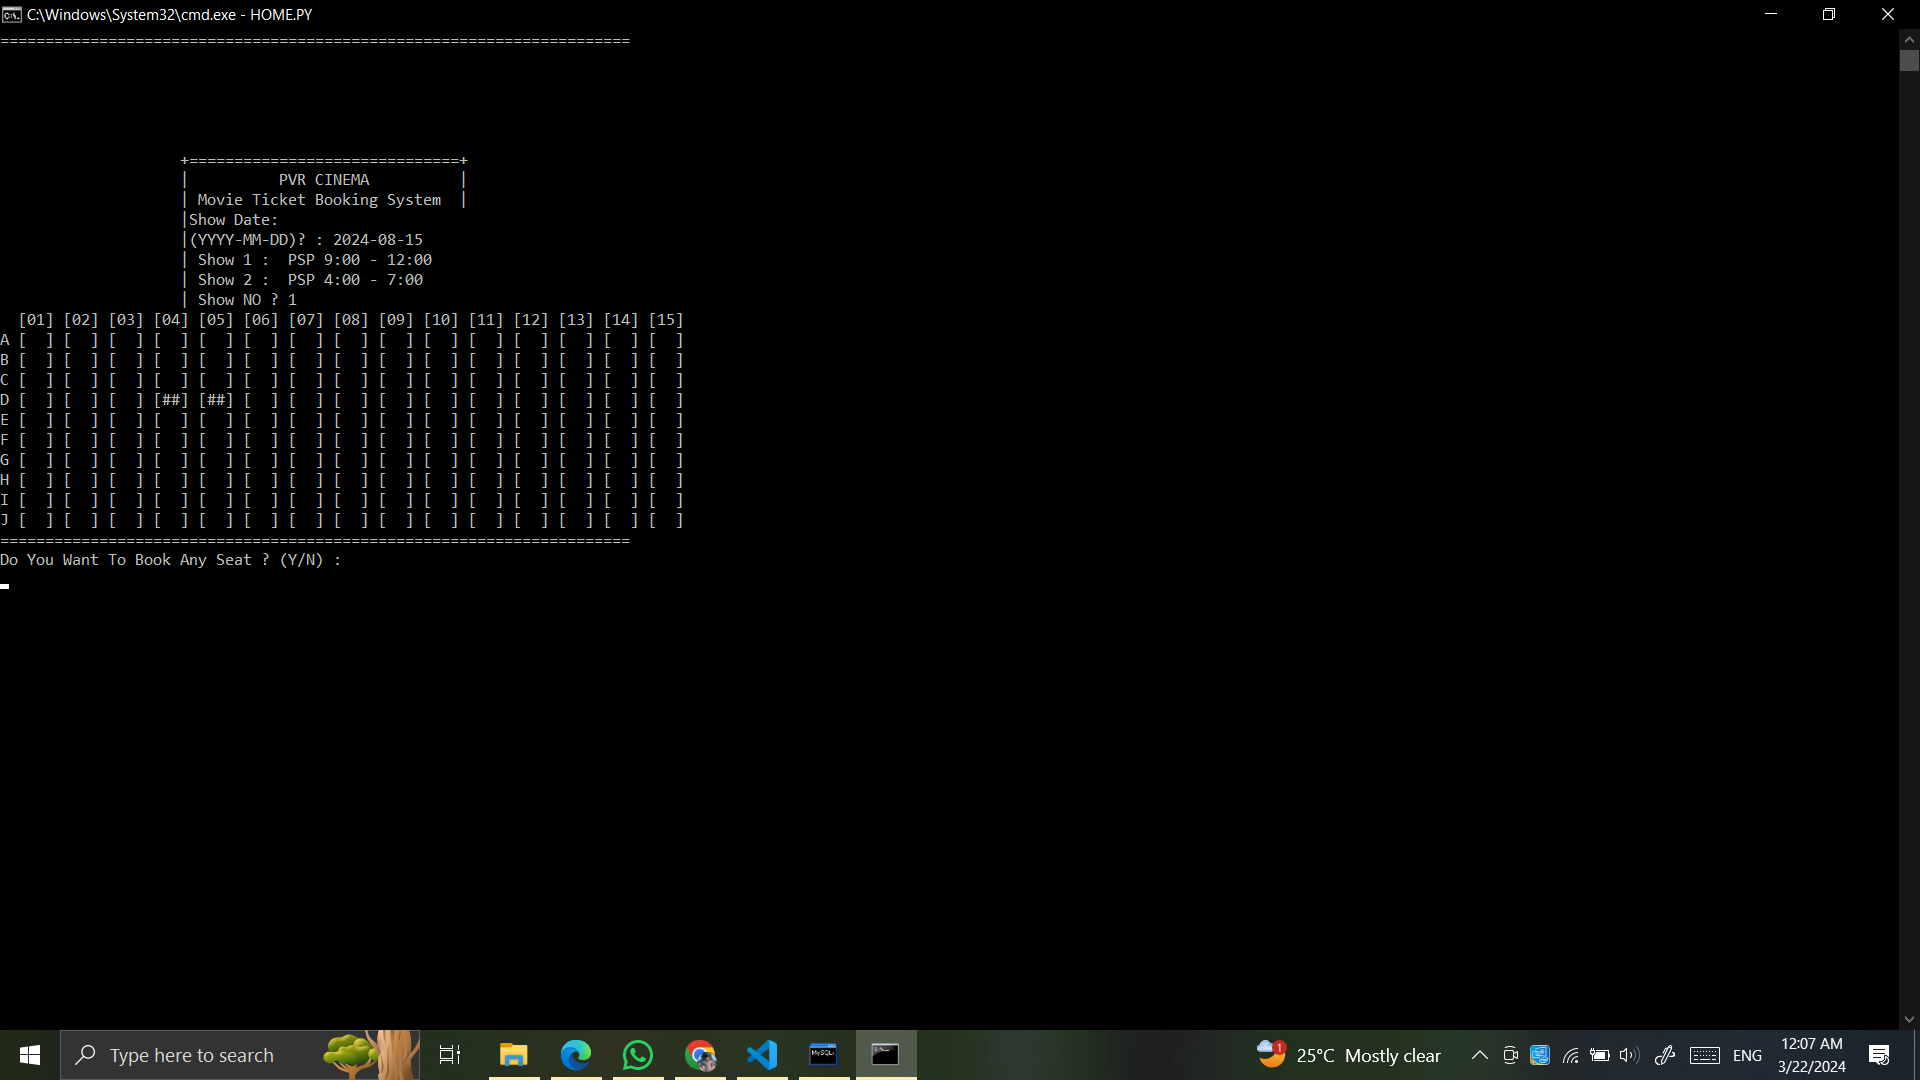 C:\Windows\System32\cmd.exe - HOME.PY
======================================================================
+==============================+
|          PVR CINEMA          |
| Movie Ticket Booking System  |
|Show Date:
|(YYYY-MM-DD)? : 2024-08-15
| Show 1 :  PSP 9:00 - 12:00
| Show 2 :  PSP 4:00 - 7:00
| Show NO ? 1
  [01] [02] [03] [04] [05] [06] [07] [08] [09] [10] [11] [12] [13] [14] [15]
A [  ] [  ] [  ] [  ] [  ] [  ] [  ] [  ] [  ] [  ] [  ] [  ] [  ] [  ] [  ]
B [  ] [  ] [  ] [  ] [  ] [  ] [  ] [  ] [  ] [  ] [  ] [  ] [  ] [  ] [  ]
C [  ] [  ] [  ] [  ] [  ] [  ] [  ] [  ] [  ] [  ] [  ] [  ] [  ] [  ] [  ]
D [  ] [  ] [  ] [##] [##] [  ] [  ] [  ] [  ] [  ] [  ] [  ] [  ] [  ] [  ]
E [  ] [  ] [  ] [  ] [  ] [  ] [  ] [  ] [  ] [  ] [  ] [  ] [  ] [  ] [  ]
F [  ] [  ] [  ] [  ] [  ] [  ] [  ] [  ] [  ] [  ] [  ] [  ] [  ] [  ] [  ]
G [  ] [  ] [  ] [  ] [  ] [  ] [  ] [  ] [  ] [  ] [  ] [  ] [  ] [  ] [  ]
H [  ] [  ] [  ] [  ] [  ] [  ] [  ] [  ] [  ] [  ] [  ] [  ] [  ] [  ] [  ]
I [  ] [  ] [  ] [  ] [  ] [  ] [  ] [  ] [  ] [  ] [  ] [  ] [  ] [  ] [  ]
J [  ] [  ] [  ] [  ] [  ] [  ] [  ] [  ] [  ] [  ] [  ] [  ] [  ] [  ] [  ]
======================================================================
Do You Want To Book Any Seat ? (Y/N) :
Type here to search
MySQL
1
25°C Mostly clear
ENG
12:07 AM
3/22/2024